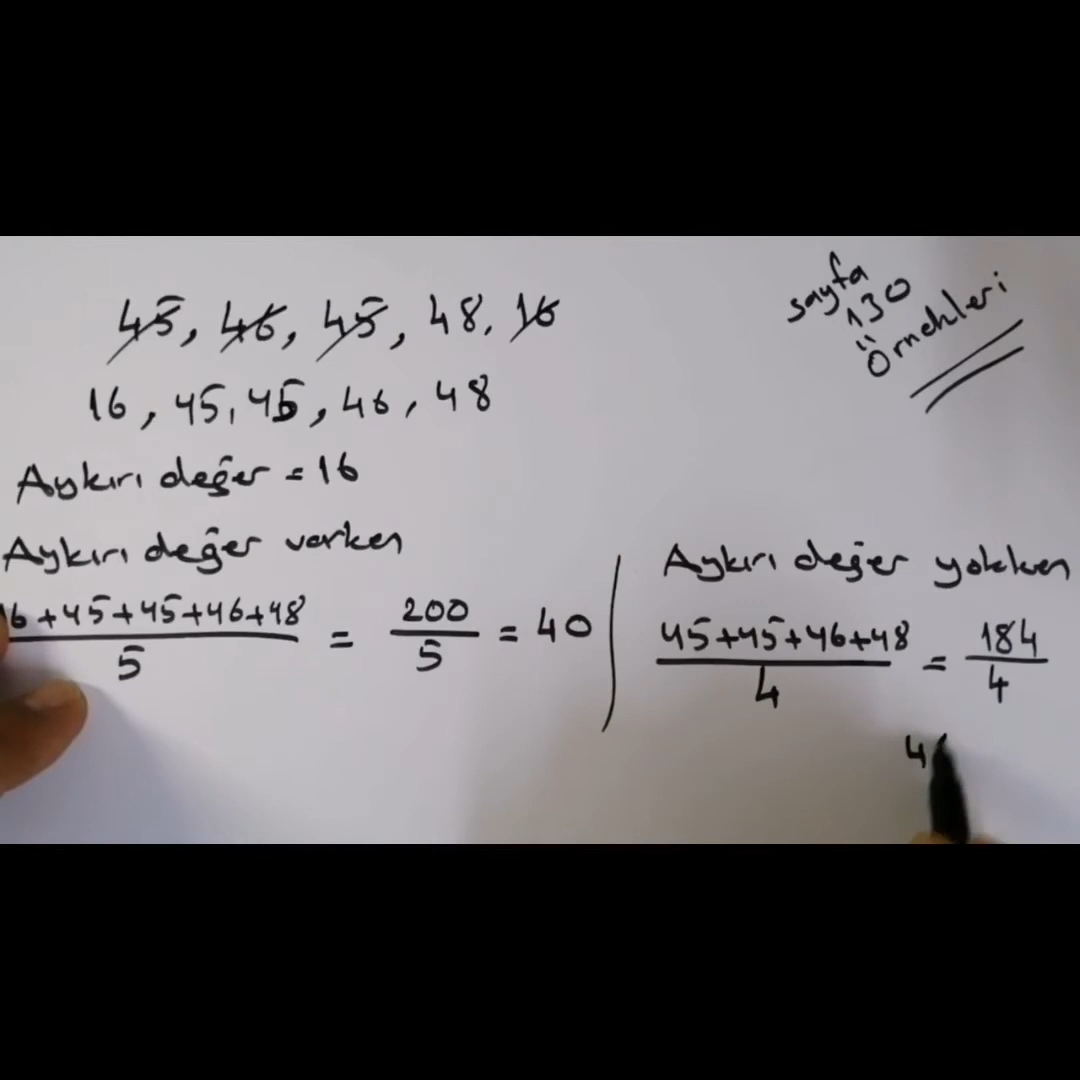 45, 46, 45, 48, 16
sayfa
130
Örnekleri
16, 45, 45, 46, 48
Aykırı değer = 16
Aykırı değer varken
6+45+45+46+48
5
= 200
5
= 40
Aykırı değer yokken
45+45+46+48
4
= 184
4
4